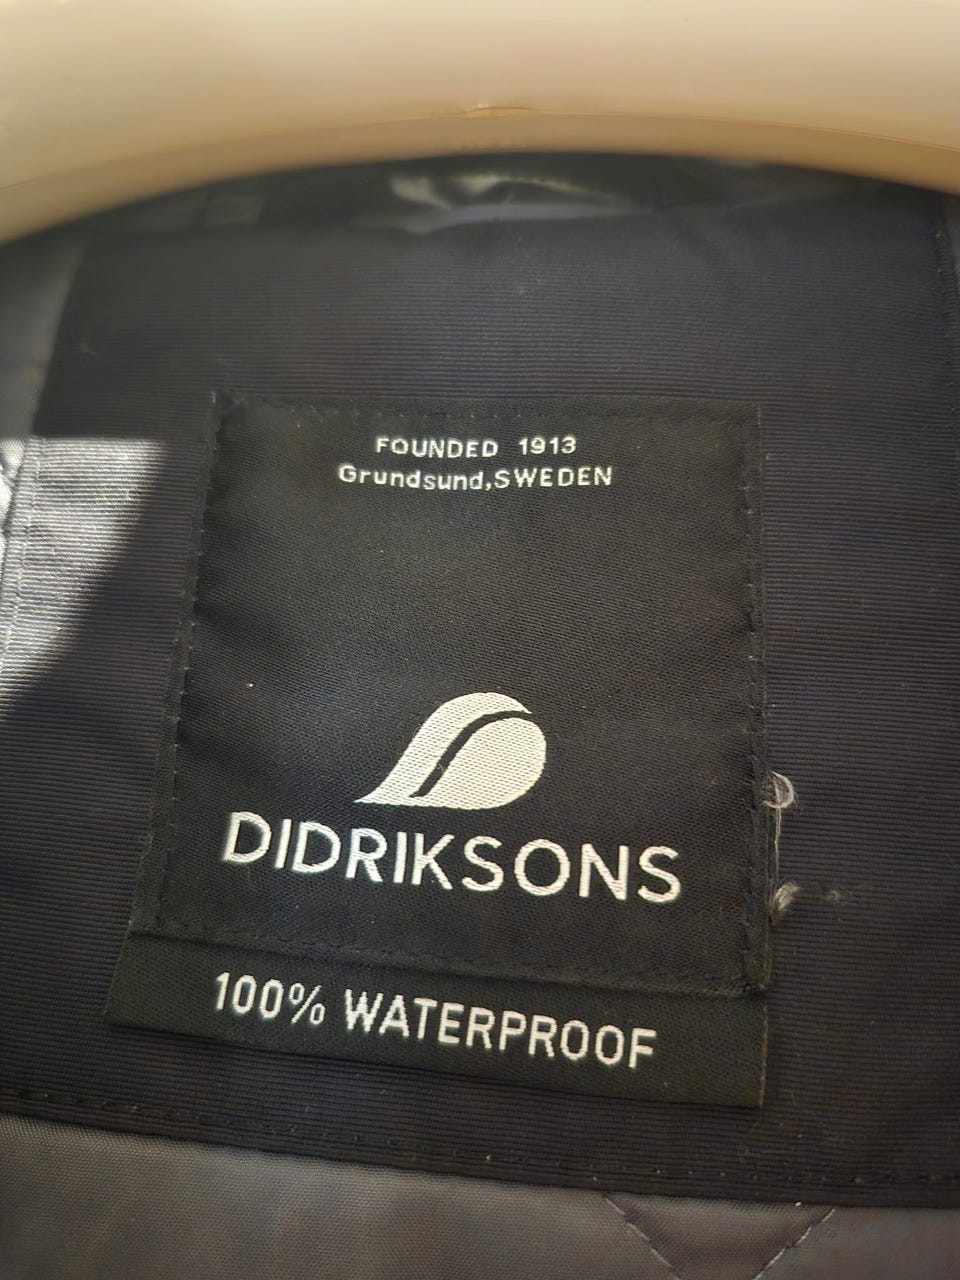 FOUNDED 1913
Grundsund,SWEDEN
DIDRIKSONS
100% WATERPROOF